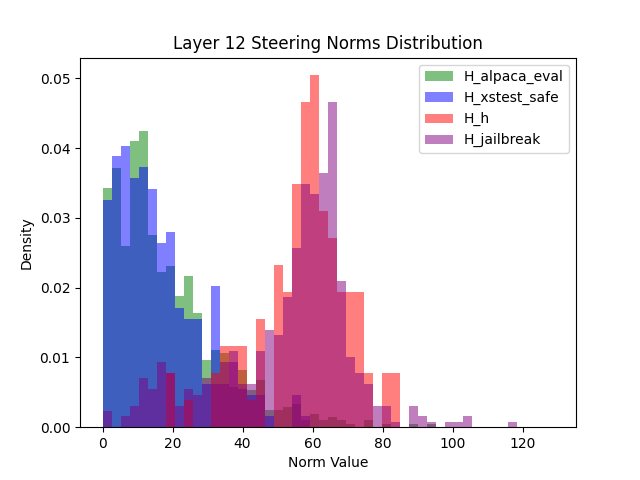 Layer 12 Steering Norms Distribution
H_alpaca_eval
H_xstest_safe
H_h
H_jailbreak
Density
0.05
0.04
0.03
0.02
0.01
0.00
0 20 40 60 80 100 120
Norm Value